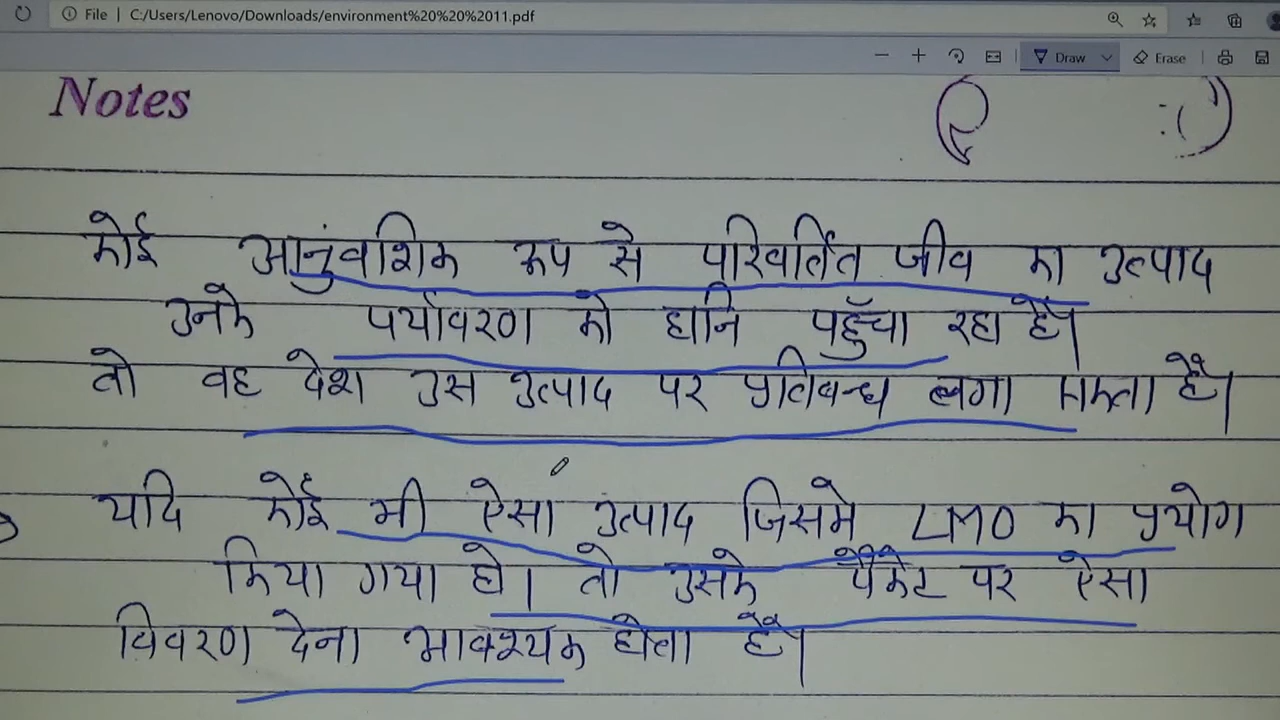 File | C:/Users/Lenovo/Downloads/environment%20%20%2011.pdf
Draw Erase
Notes
कोई आनुंवशिक रूप से परिवर्तित जीव का उत्पाद
उनके पर्यावरण को हानि पहुँचा रहा है।
तो वह देश उस उत्पाद पर प्रतिबन्ध लगा सकता है।
यदि कोई भी ऐसा उत्पाद जिसमे LMO का प्रयोग
किया गया हो। तो उसके पैकेट पर ऐसा
विवरण देना आवश्यक होता है।